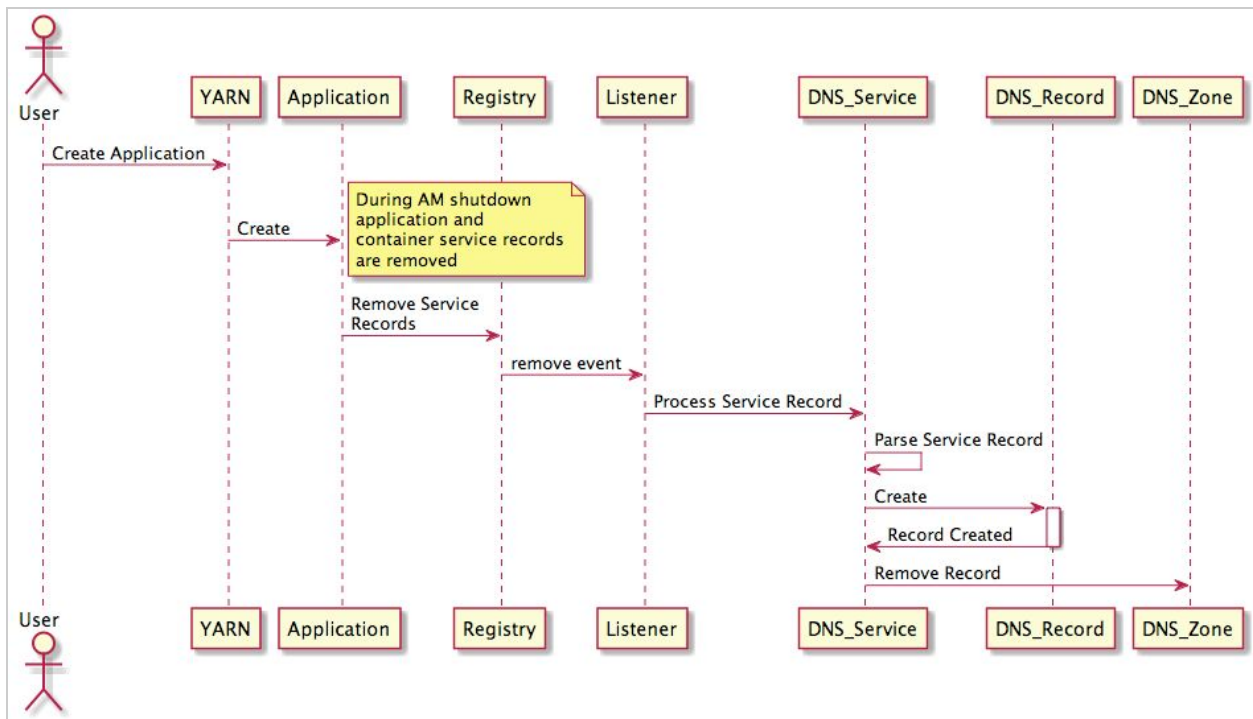 User
YARN
Application
Registry
Listener
DNS_Service
DNS_Record
DNS_Zone
Create Application
During AM shutdown
application and
container service records
are removed
Create
Remove Service
Records
remove event
Process Service Record
Parse Service Record
Create
Record Created
Remove Record
User
YARN
Application
Registry
Listener
DNS_Service
DNS_Record
DNS_Zone